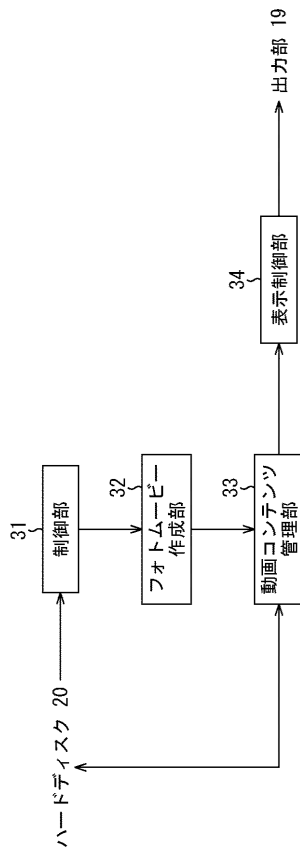 ハードディスク 20
31
制御部
32
フォトムービー
作成部
33
動画コンテンツ
管理部
34
表示制御部
出力部 19